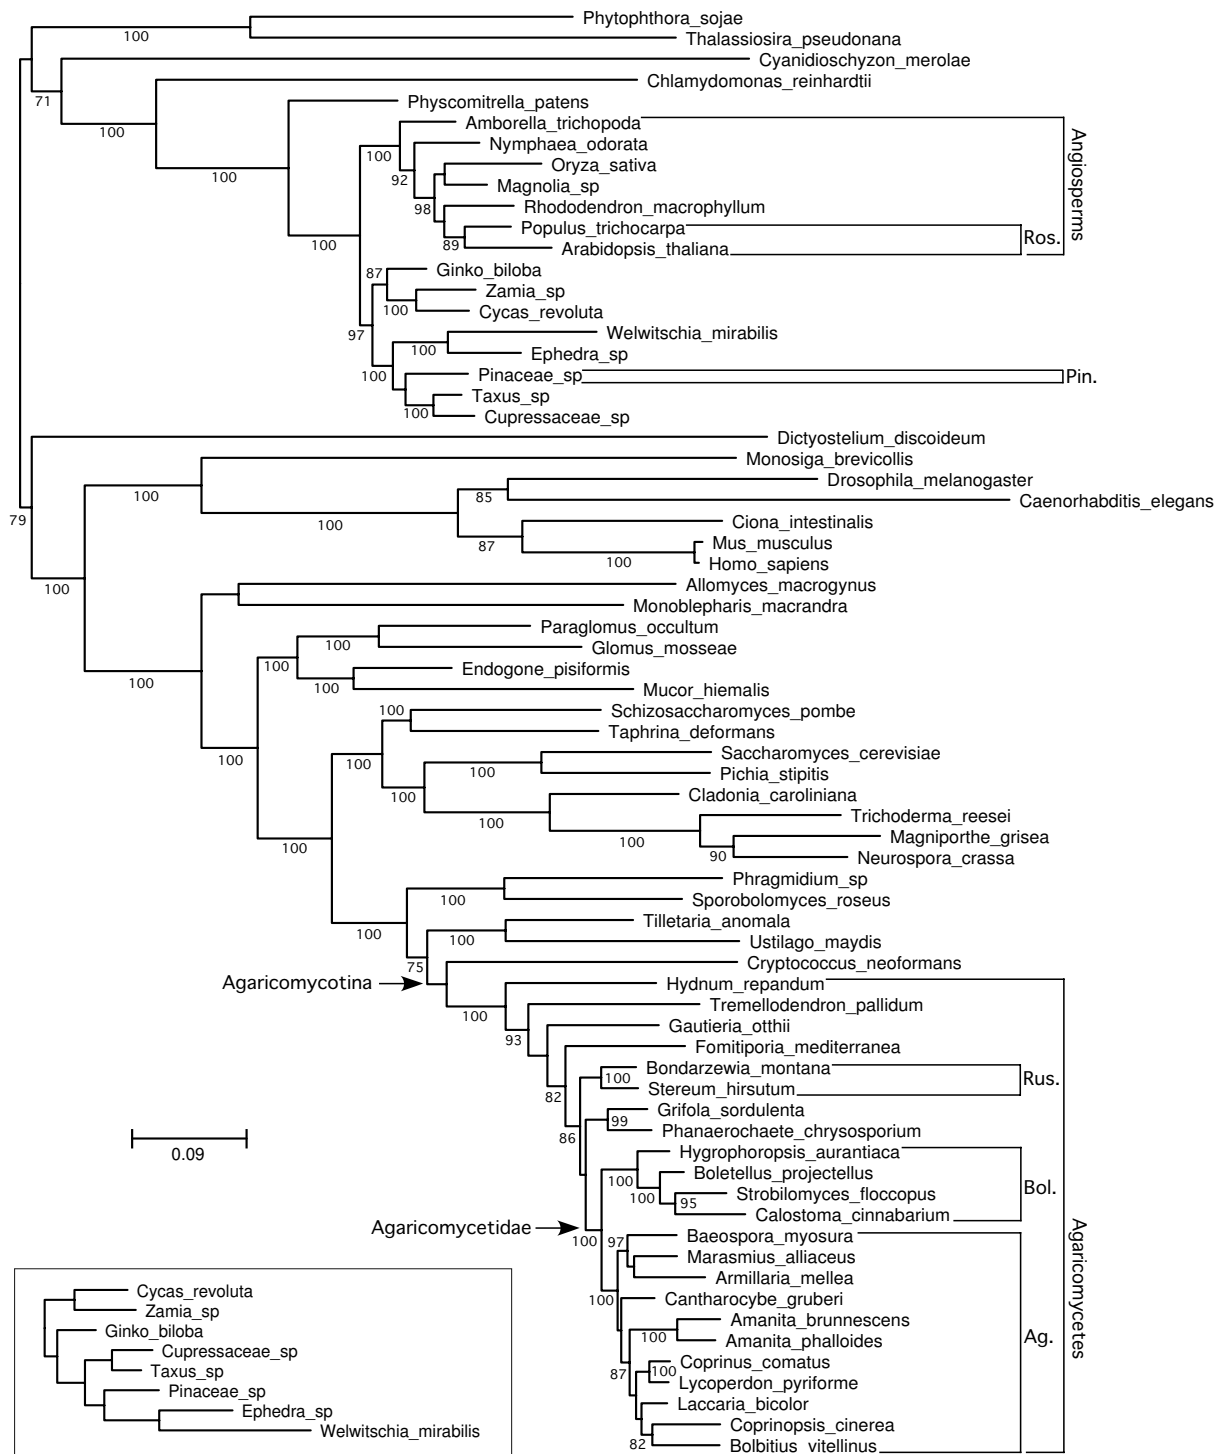 Phytophthora_sojae
100
Thalassiosira_pseudonana
Cyanidioschyzon_merolae
71
Chlamydomonas_reinhardtii
100
Physcomitrella_patens
100
Amborella_trichopoda
Angiosperms
Nymphaea_odorata
100
Oryza_sativa
92
Magnolia_sp
98
Rhododendron_macrophyllum
Populus_trichocarpa
Ros.
100
89
Arabidopsis_thaliana
87
Ginko_biloba
Zamia_sp
100
Cycas_revoluta
97
Welwitschia_mirabilis
100
Ephedra_sp
100
Pinaceae_sp
Pin.
Taxus_sp
100
Cupressaceae_sp
Dictyostelium_discoideum
Monosiga_brevicollis
100
Drosophila_melanogaster
85
Caenorhabditis_elegans
79
100
Ciona_intestinalis
87
Mus_musculus
100
Homo_sapiens
100
Allomyces_macrogynus
Monoblepharis_macrandra
Paraglomus_occultum
100
Glomus_mosseae
100
Endogone_pisiformis
100
100
Mucor_hiemalis
100
Schizosaccharomyces_pombe
Taphrina_deformans
100
100
Saccharomyces_cerevisiae
100
Pichia_stipitis
100
Cladonia_caroliniana
100
Trichoderma_reesei
100
Magniporthe_grisea
100
90
Neurospora_crassa
Phragmidium_sp
100
Sporobolomyces_roseus
100
Tilletaria_anomala
100
Ustilago_maydis
75
Cryptococcus_neoformans
Agaricomycotina
Hydnum_repandum
100
Tremellodendron_pallidum
93
Gautieria_otthii
Fomitiporia_mediterranea
Bondarzewia_montana
100
Rus.
82
Stereum_hirsutum
Grifola_sordulenta
99
86
Phanaerochaete_chrysosporium
0.09
Hygrophoropsis_aurantiaca
100
Boletellus_projectellus
100
Bol.
Strobilomyces_floccopus
95
Calostoma_cinnabarium
Agaricomycetidae
100
97
Baeospora_myosura
Agaricomycetes
Marasmius_alliaceus
Armillaria_mellea
100
Cantharocybe_gruberi
Amanita_brunnescens
100
Ag.
Amanita_phalloides
87
Coprinus_comatus
100
Lycoperdon_pyriforme
Laccaria_bicolor
Coprinopsis_cinerea
82
Bolbitius_vitellinus
Cycas_revoluta
Zamia_sp
Ginko_biloba
Cupressaceae_sp
Taxus_sp
Pinaceae_sp
Ephedra_sp
Welwitschia_mirabilis